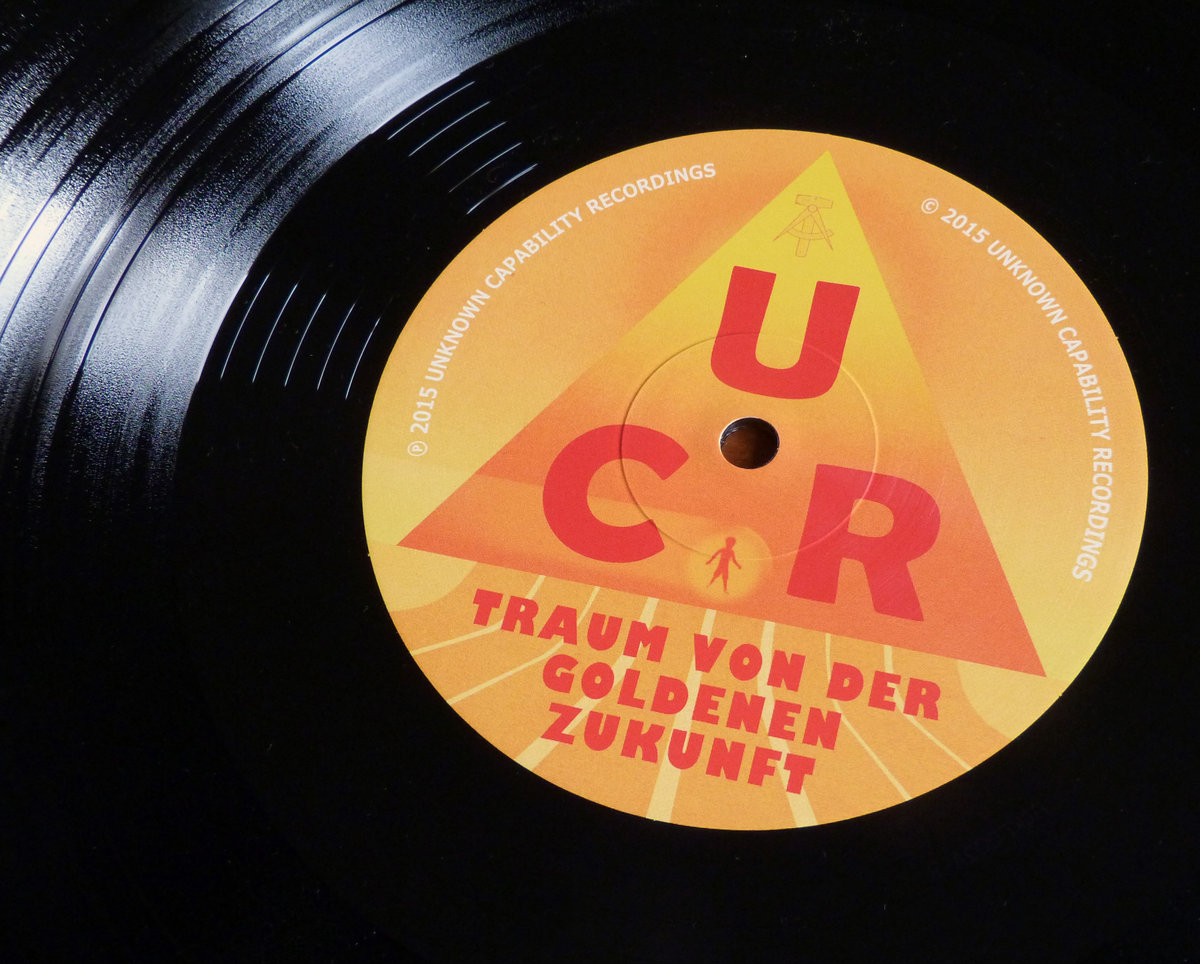 ℗ 2015 UNKNOWN CAPABILITY RECORDINGS
© 2015 UNKNOWN CAPABILITY RECORDINGS
U
C R
TRAUM VON DER
GOLDENEN
ZUKUNFT